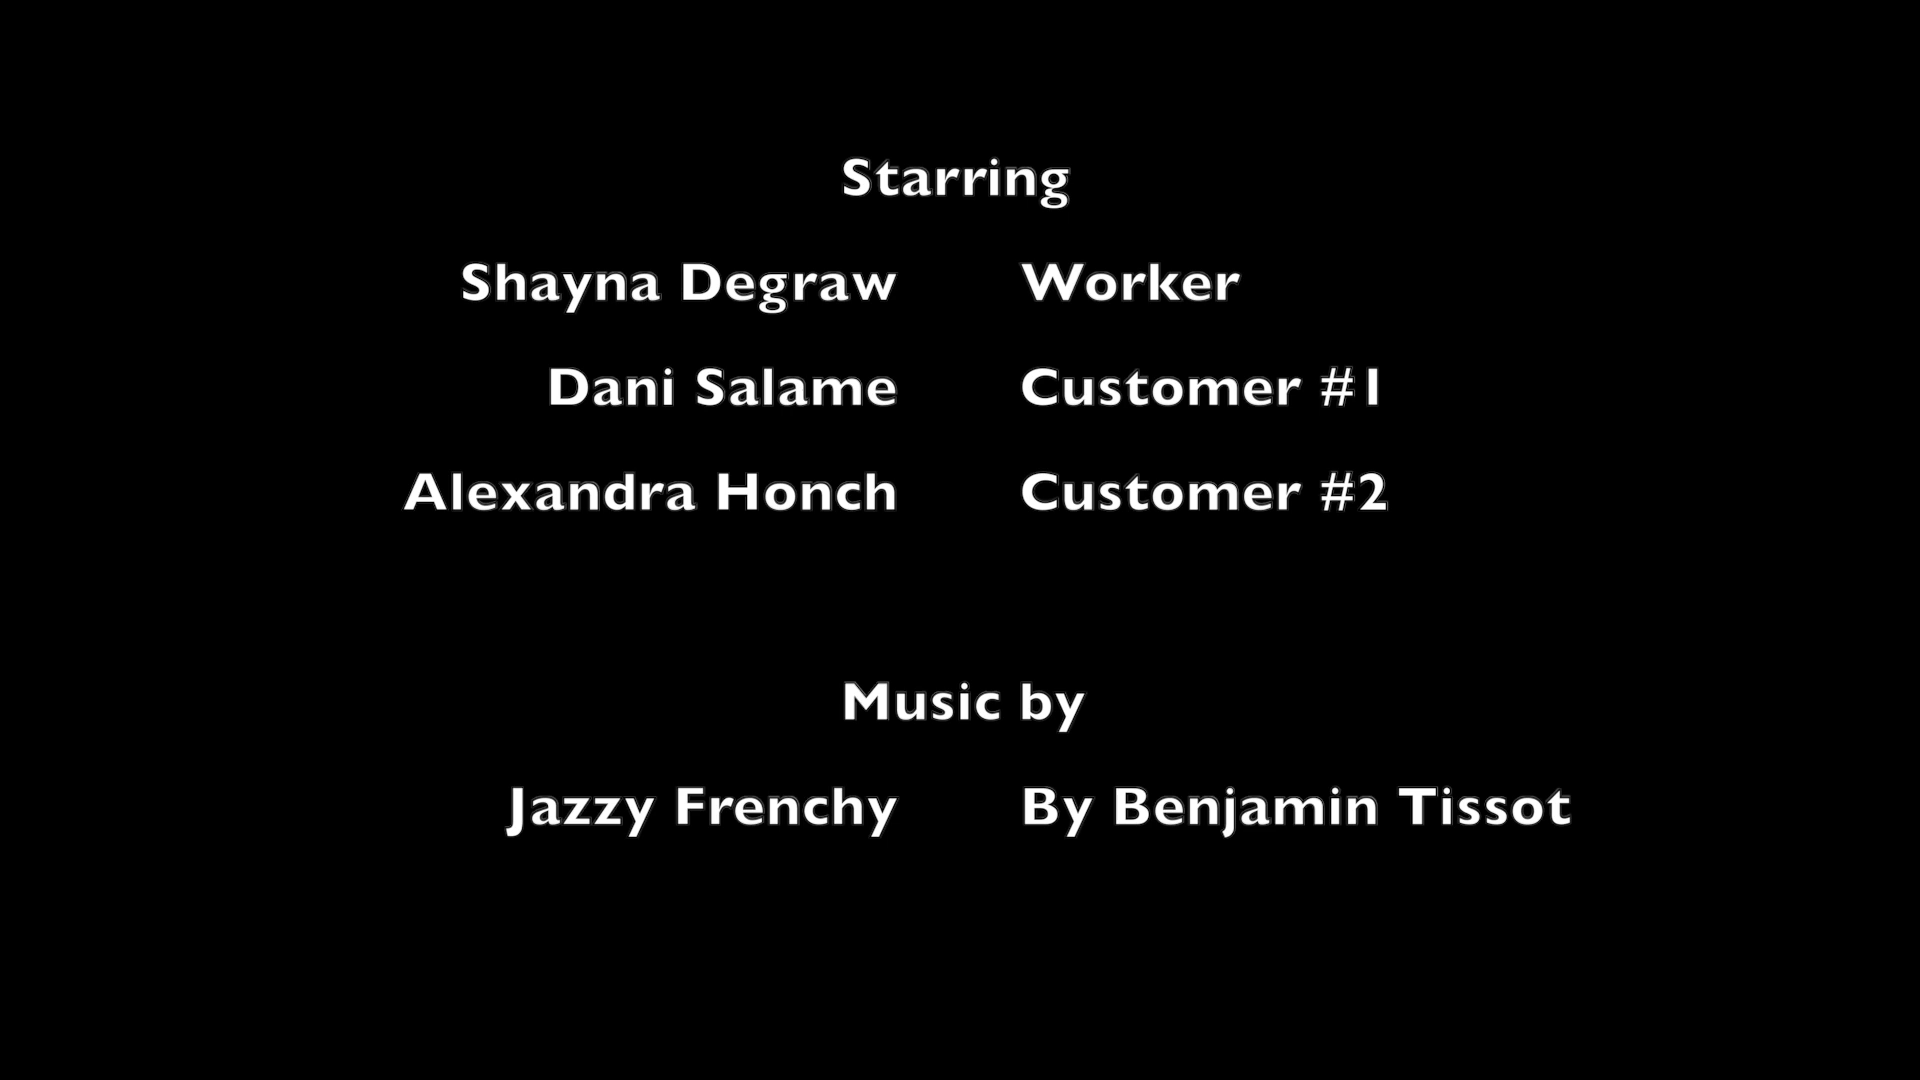 Starring
Shayna Degraw Worker
Dani Salame Customer #1
Alexandra Honch Customer #2
Music by
Jazzy Frenchy By Benjamin Tissot